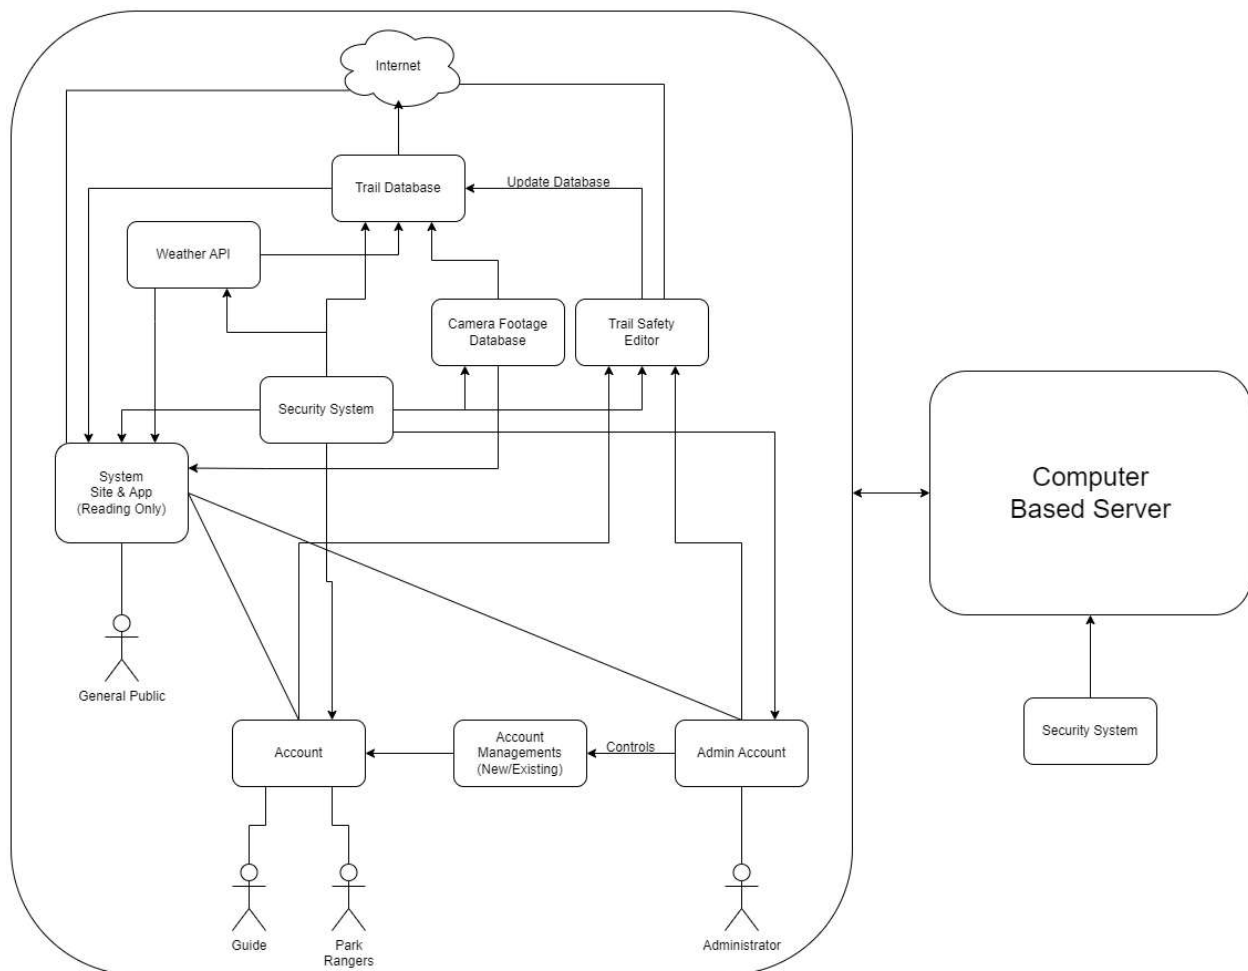 Internet
Trail Database
Update Database
Weather API
Camera Footage
Database
Trail Safety
Editor
Security System
System
Site & App
(Reading Only)
Computer
Based Server
General Public
Security System
Account
Account
Managements
(New/Existing)
Controls
Admin Account
Guide
Park
Rangers
Administrator